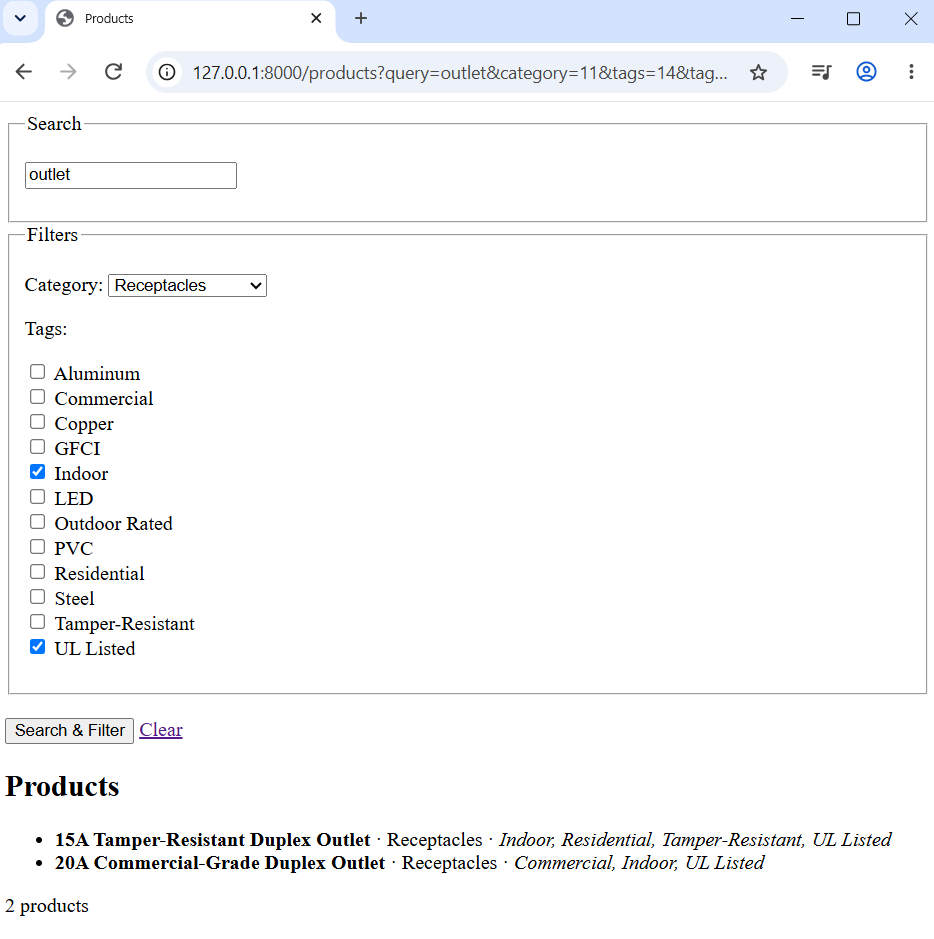 Products
127.0.0.1:8000/products?query=outlet&category=11&tags=14&tag...
Search
outlet
Filters
Category: Receptacles
Tags:
Aluminum
Commercial
Copper
GFCI
Indoor
LED
Outdoor Rated
PVC
Residential
Steel
Tamper-Resistant
UL Listed
Search & Filter Clear
Products
• 15A Tamper-Resistant Duplex Outlet · Receptacles · Indoor, Residential, Tamper-Resistant, UL Listed
• 20A Commercial-Grade Duplex Outlet · Receptacles · Commercial, Indoor, UL Listed
2 products